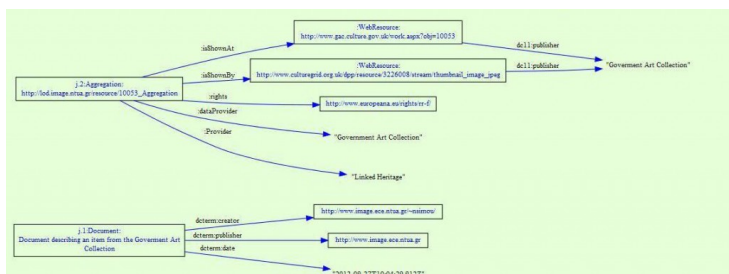 :WebResource:
http://www.gac.culture.gov.uk/work.aspx?obj=10053
:isShownAt
dc11:publisher
:WebResource:
http://www.culturegrid.org.uk/dpp/resource/3226008/stream/thumbnail_image_jpeg
:isShownBy
dc11:publisher
"Goverment Art Collection"
j.2:Aggregation:
http://lod.image.ntua.gr/resource/10053_Aggregation
:rights
http://www.europeana.eu/rights/rr-f/
:dataProvider
"Government Art Collection"
:Provider
"Linked Heritage"
dcterm:creator
http://www.image.ece.ntua.gr/~nsimou/
j.1:Document:
Document describing an item from the Goverment Art
Collection
dcterm:publisher
http://www.image.ece.ntua.gr
dcterm:date